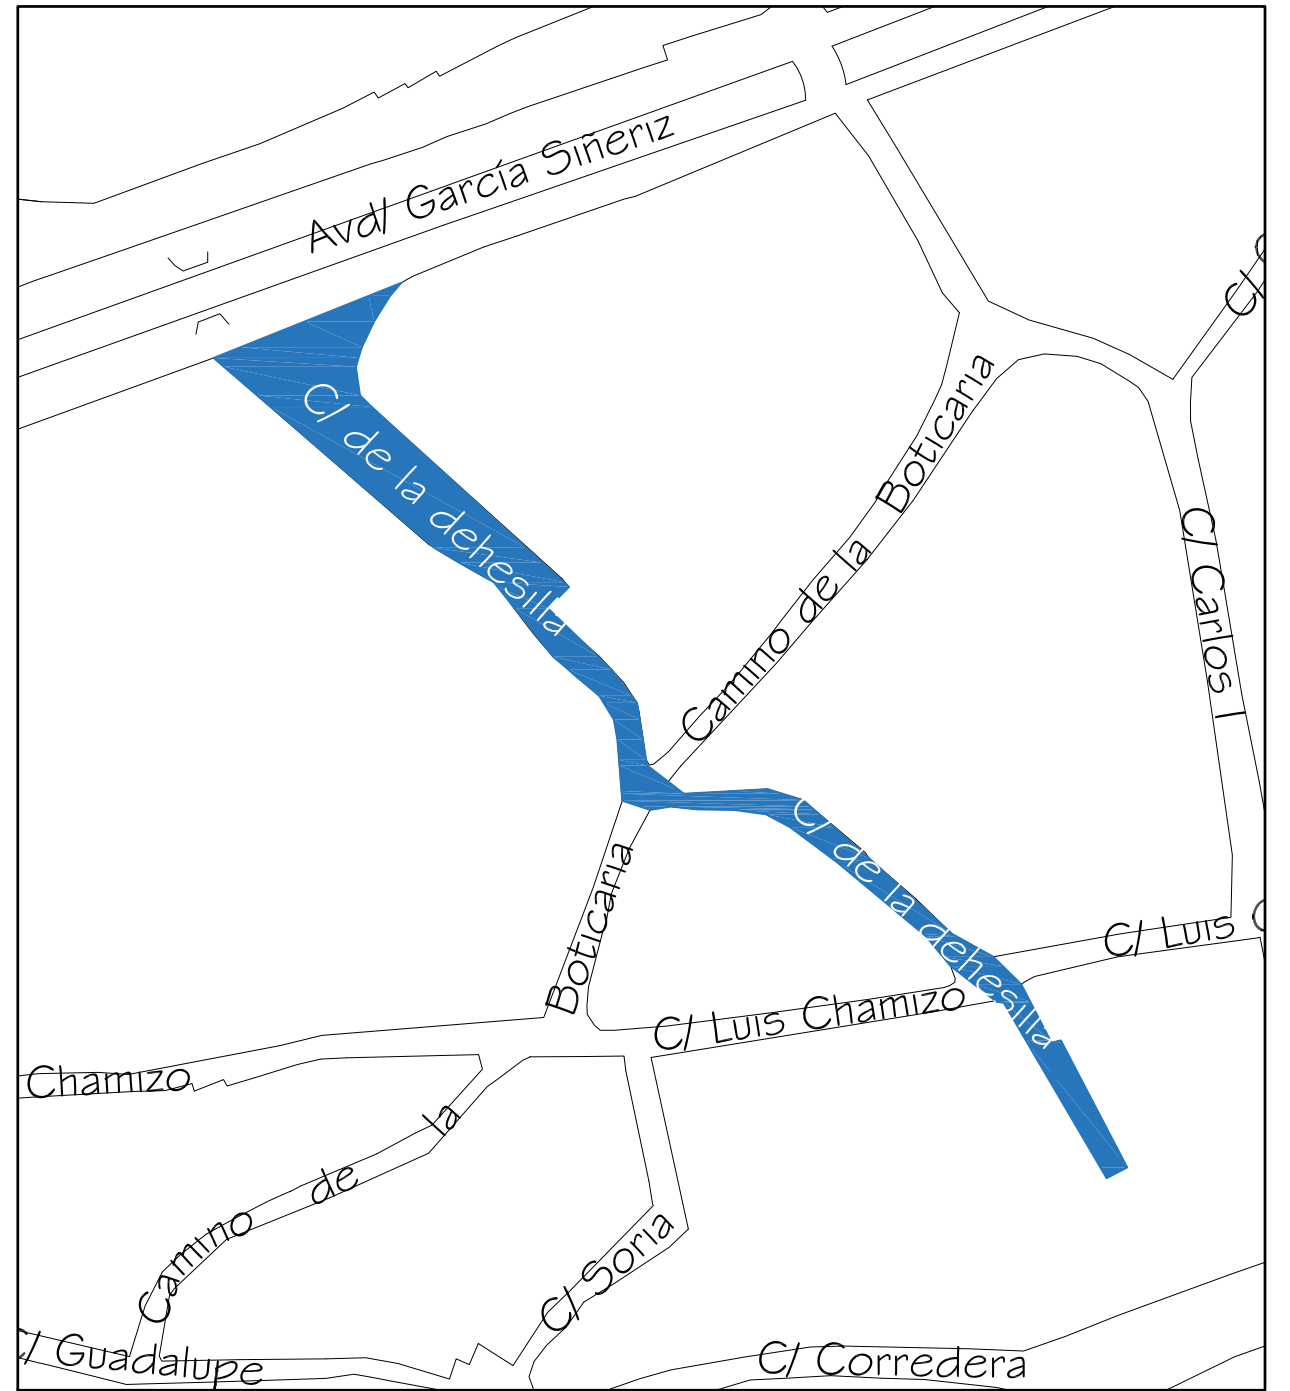 Avd/ García Siñeriz
C/ de la dehesilla
Camino de la Boticaria
C/ Carlos I
C/ de la dehesilla
Boticaria
C/ Luis
C/ Luis Chamizo
Chamizo
Camino de la
C/ Soria
C/ Guadalupe
C/ Corredera